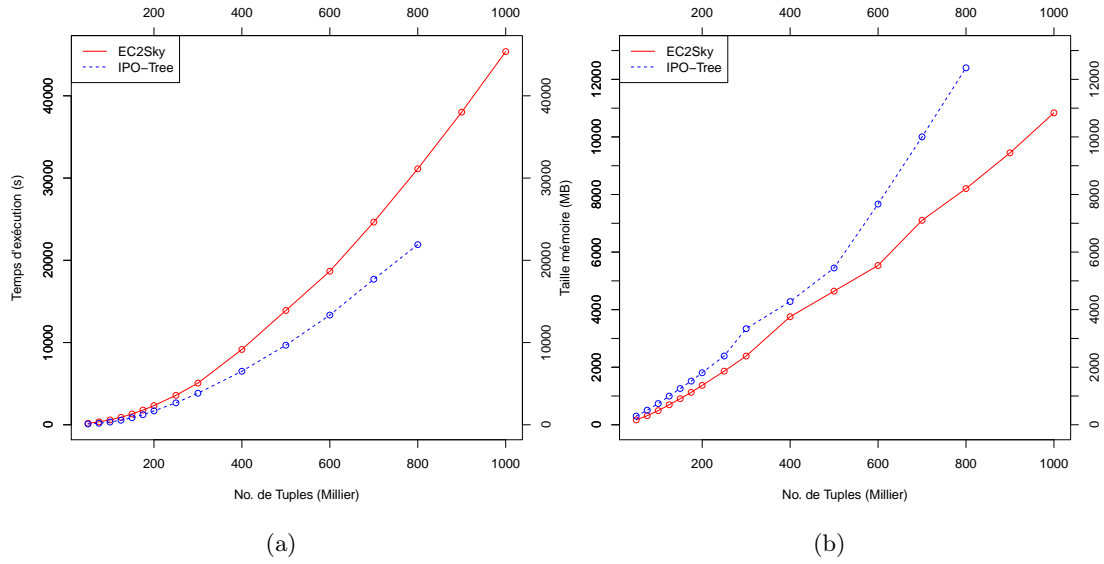 200 400 600 800 1000
EC2Sky
IPO−Tree
Temps d'exécution (s)
0 10000 20000 30000 40000
0 10000 20000 30000 40000
200 400 600 800 1000
No. de Tuples (Millier)
(a)
200 400 600 800 1000
EC2Sky
IPO−Tree
Taille mémoire (MB)
0 2000 4000 6000 8000 10000 12000
0 2000 4000 6000 8000 10000 12000
200 400 600 800 1000
No. de Tuples (Millier)
(b)